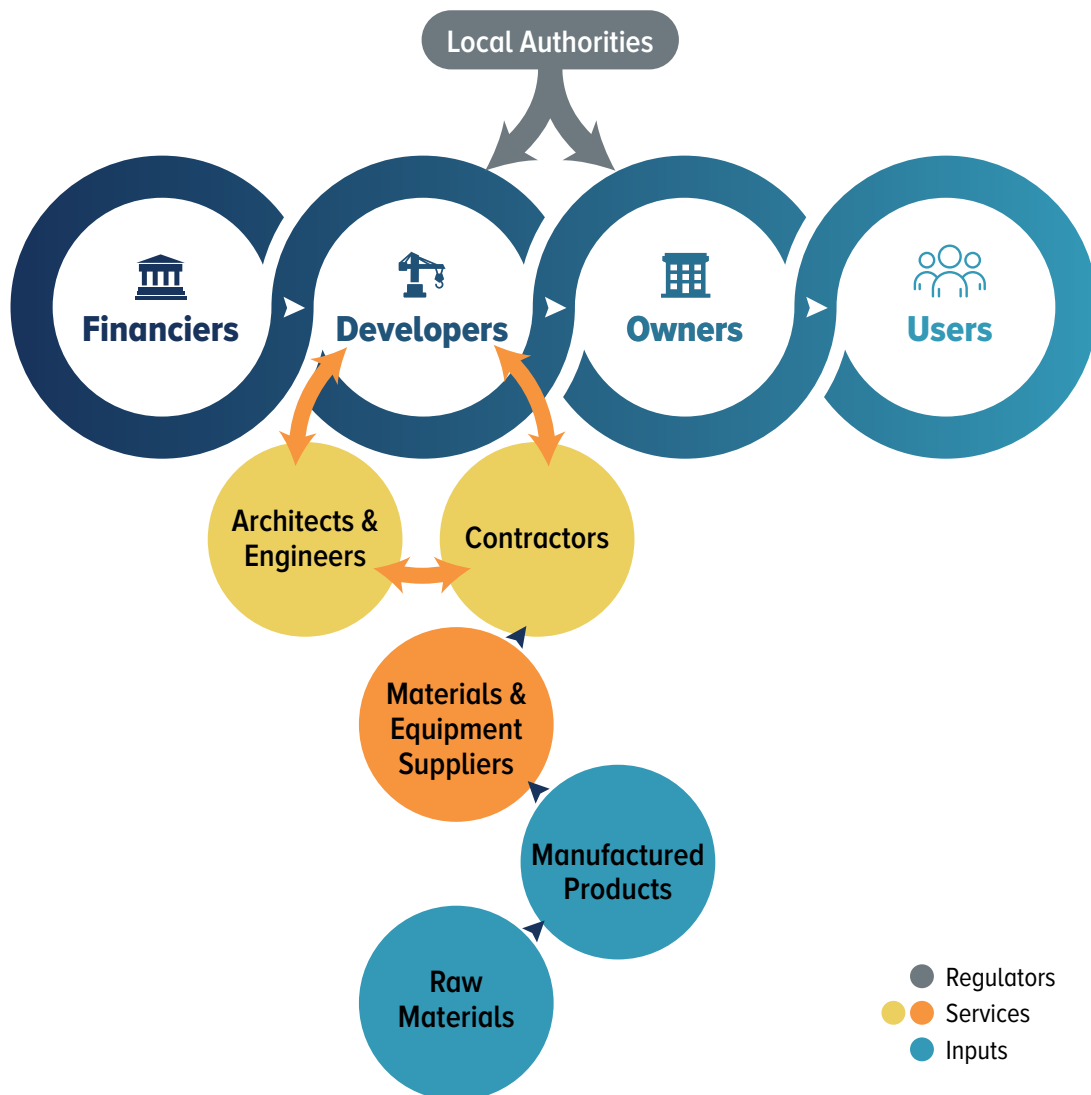 Local Authorities
Financiers
Developers
Owners
Users
Architects &
Engineers
Contractors
Materials &
Equipment
Suppliers
Manufactured
Products
Raw
Materials
Regulators
Services
Inputs